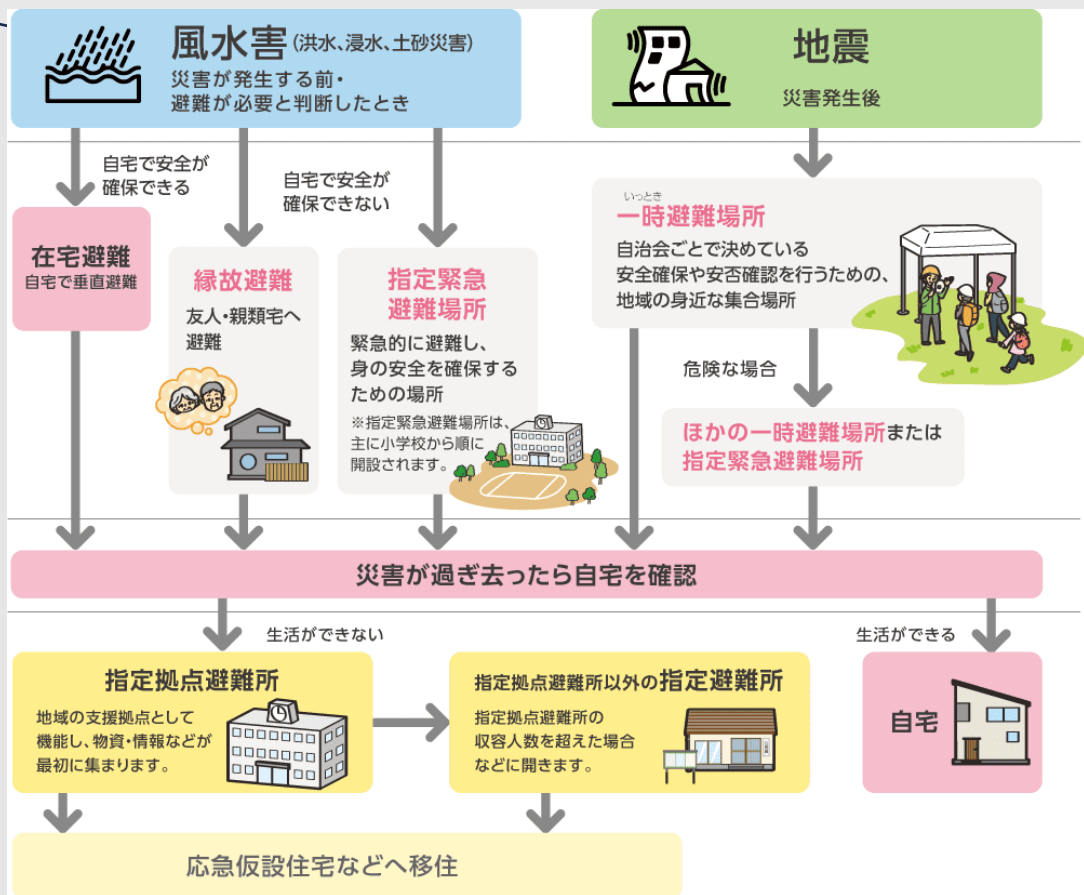 風水害(洪水、浸水、土砂災害)
災害が発生する前・
避難が必要と判断したとき
地震
災害発生後
自宅で安全が
確保できる
自宅で安全が
確保できない
在宅避難
自宅で垂直避難
縁故避難
友人・親類宅へ
避難
指定緊急
避難場所
緊急的に避難し、
身の安全を確保する
ための場所
※指定緊急避難場所は、
主に小学校から順に
開設されます。
いっとき
一時避難場所
自治会ごとで決めている
安全確保や安否確認を行うための、
地域の身近な集合場所
危険な場合
ほかの一時避難場所または
指定緊急避難場所
災害が過ぎ去ったら自宅を確認
生活ができない
生活ができる
指定拠点避難所
地域の支援拠点として
機能し、物資・情報などが
最初に集まります。
指定拠点避難所以外の指定避難所
指定拠点避難所の
収容人数を超えた場合
などに開きます。
自宅
応急仮設住宅などへ移住